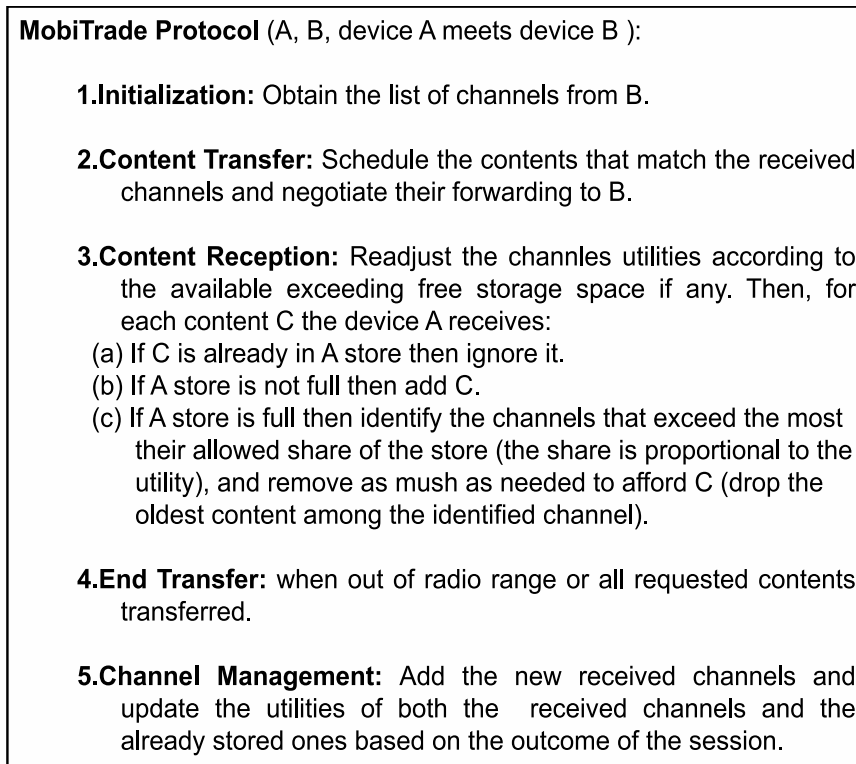 MobiTrade Protocol (A, B, device A meets device B ):
1.Initialization: Obtain the list of channels from B.
2.Content Transfer: Schedule the contents that match the received
channels and negotiate their forwarding to B.
3.Content Reception: Readjust the channles utilities according to
the available exceeding free storage space if any. Then, for
each content C the device A receives:
(a) If C is already in A store then ignore it.
(b) If A store is not full then add C.
(c) If A store is full then identify the channels that exceed the most
their allowed share of the store (the share is proportional to the
utility), and remove as mush as needed to afford C (drop the
oldest content among the identified channel).
4.End Transfer: when out of radio range or all requested contents
transferred.
5.Channel Management: Add the new received channels and
update the utilities of both the received channels and the
already stored ones based on the outcome of the session.